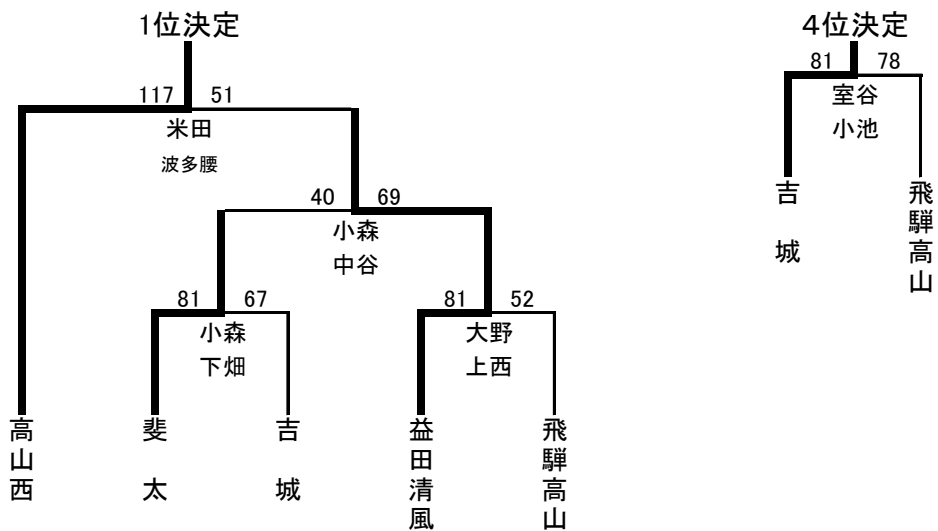 1位決定
4位決定
81 78
117 51
室谷
米田
小池
波多腰
吉城
飛騨高山
40 69
小森
中谷
81 67
81 52
小森
大野
下畑
上西
高山西
斐太
吉城
益田清風
飛騨高山